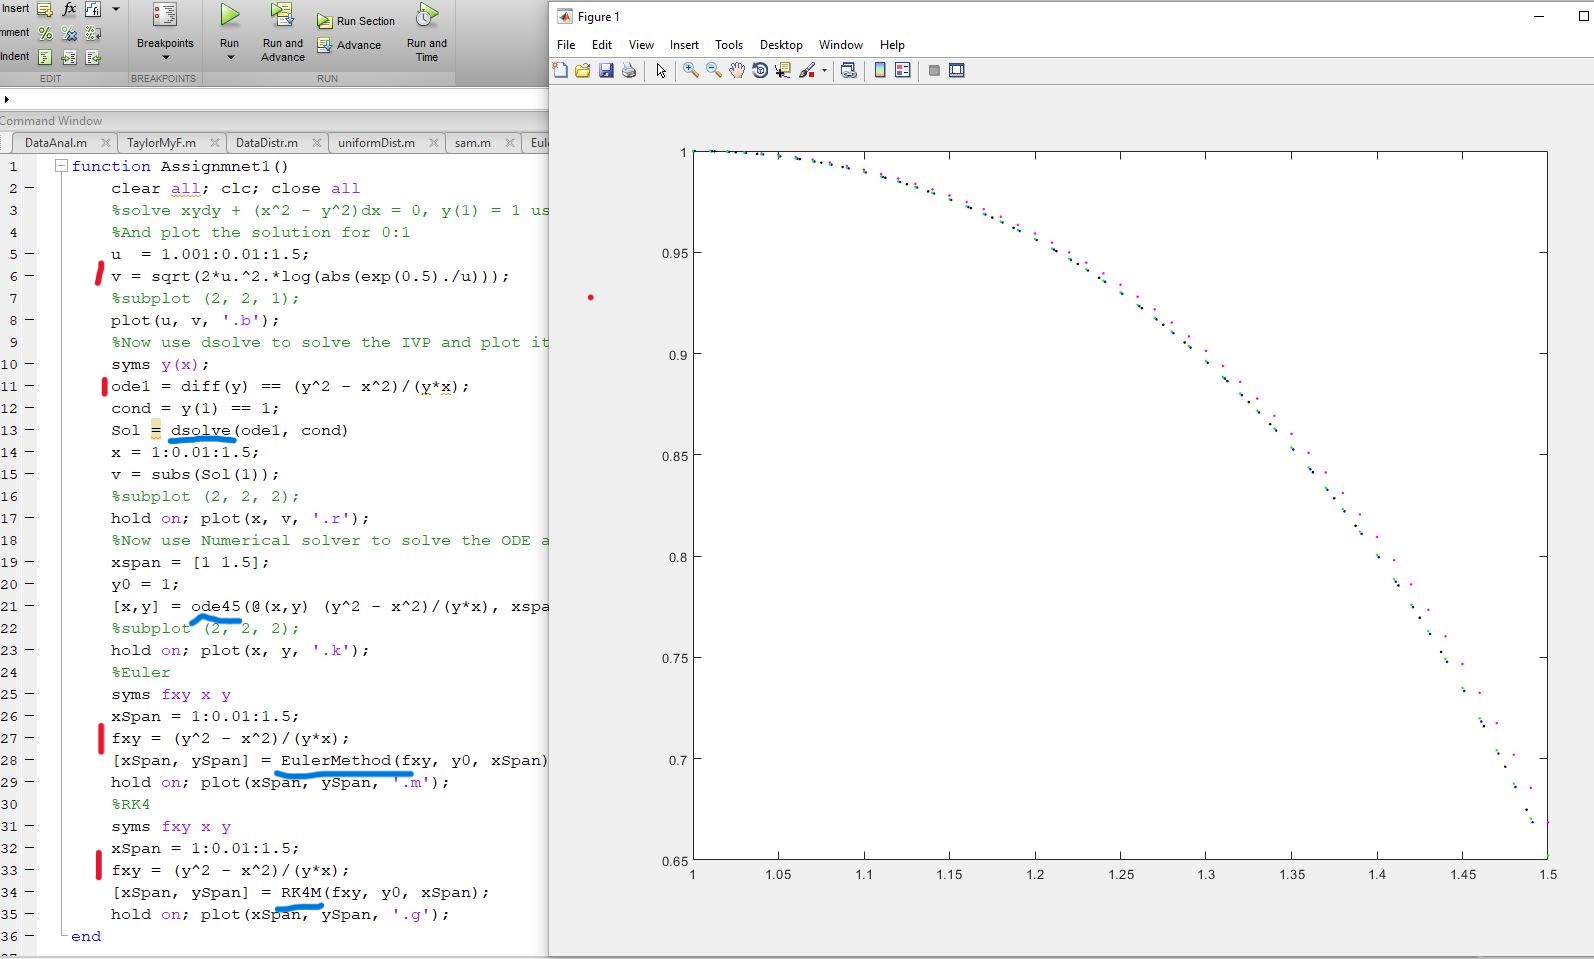 Insert fx
mment
Indent
EDIT
Breakpoints
BREAKPOINTS
Run
Run and Advance
Run Section
Advance
Run and Time
RUN
Command Window
DataAnal.m
TaylorMyF.m
DataDistr.m
uniformDist.m
sam.m
Eul
1 function Assignmnet1()
2 clear all; clc; close all
3 %solve xydy + (x^2 - y^2)dx = 0, y(1) = 1 us
4 %And plot the solution for 0:1
5 u  = 1.001:0.01:1.5;
6 v = sqrt(2*u.^2.*log(abs(exp(0.5)./u)));
7 %subplot (2, 2, 1);
8 plot(u, v, '.b');
9 %Now use dsolve to solve the IVP and plot it
10 syms y(x);
11 ode1 = diff(y) == (y^2 - x^2)/(y*x);
12 cond = y(1) == 1;
13 Sol = dsolve(ode1, cond)
14 x = 1:0.01:1.5;
15 v = subs(Sol(1));
16 %subplot (2, 2, 2);
17 hold on; plot(x, v, '.r');
18 %Now use Numerical solver to solve the ODE a
19 xspan = [1 1.5];
20 y0 = 1;
21 [x,y] = ode45(@(x,y) (y^2 - x^2)/(y*x), xspa
22 %subplot (2, 2, 2);
23 hold on; plot(x, y, '.k');
24 %Euler
25 syms fxy x y
26 xSpan = 1:0.01:1.5;
27 fxy = (y^2 - x^2)/(y*x);
28 [xSpan, ySpan] = EulerMethod(fxy, y0, xSpan)
29 hold on; plot(xSpan, ySpan, '.m');
30 %RK4
31 syms fxy x y
32 xSpan = 1:0.01:1.5;
33 fxy = (y^2 - x^2)/(y*x);
34 [xSpan, ySpan] = RK4M(fxy, y0, xSpan);
35 hold on; plot(xSpan, ySpan, '.g');
36 end
Figure 1
File Edit View Insert Tools Desktop Window Help
1
0.95
0.9
0.85
0.8
0.75
0.7
0.65
1 1.05 1.1 1.15 1.2 1.25 1.3 1.35 1.4 1.45 1.5